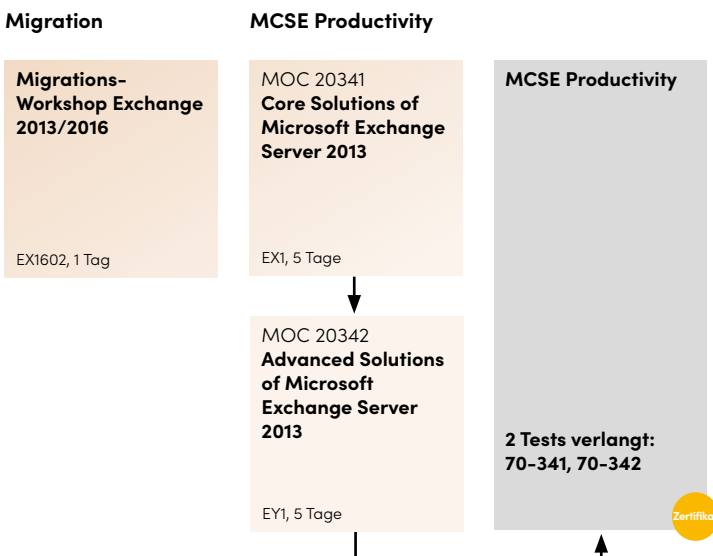 Migration
MCSE Productivity
Migrations-
Workshop Exchange
2013/2016
EX1602, 1 Tag
MOC 20341
Core Solutions of
Microsoft Exchange
Server 2013
EX1, 5 Tage
MOC 20342
Advanced Solutions
of Microsoft
Exchange Server
2013
EY1, 5 Tage
MCSE Productivity
2 Tests verlangt:
70-341, 70-342